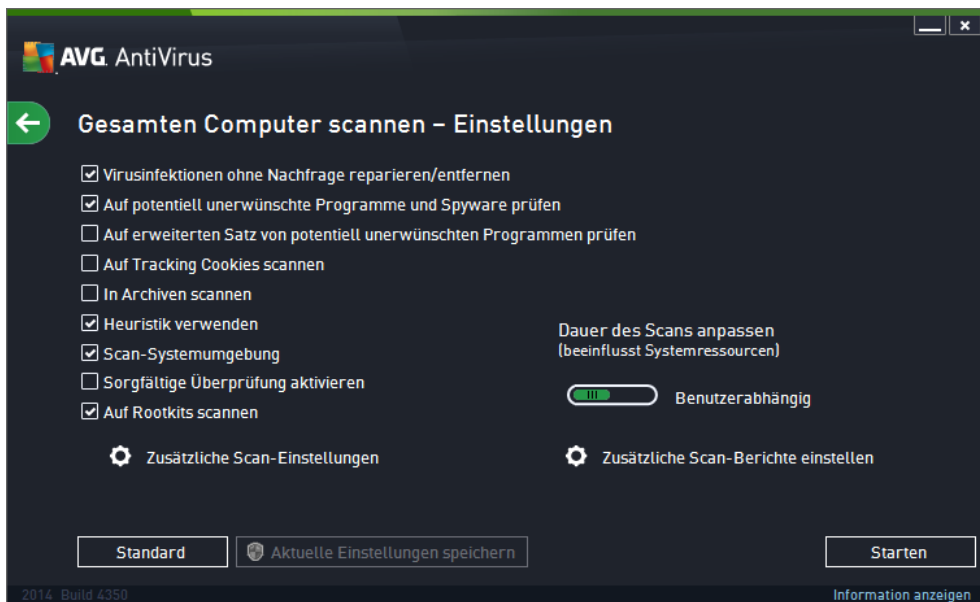 AVG. AntiVirus
Gesamten Computer scannen – Einstellungen
Virusinfektionen ohne Nachfrage reparieren/entfernen
Auf potentiell unerwünschte Programme und Spyware prüfen
Auf erweiterten Satz von potentiell unerwünschten Programmen prüfen
Auf Tracking Cookies scannen
In Archiven scannen
Heuristik verwenden
Scan-Systemumgebung
Sorgfältige Überprüfung aktivieren
Auf Rootkits scannen
Dauer des Scans anpassen
(beeinflusst Systemressourcen)
Benutzerabhängig
Zusätzliche Scan-Einstellungen
Zusätzliche Scan-Berichte einstellen
Standard
Aktuelle Einstellungen speichern
Starten
2014 Build 4350
Information anzeigen